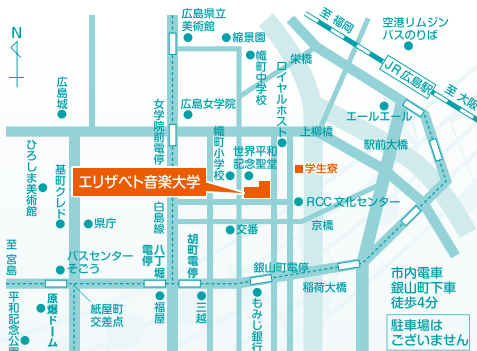 N
広島県立
美術館
縮景園
幟町中学校
栄橋
ロイヤルホスト
至 福岡
空港リムジン
バスのりば
JR広島駅
至 大阪
広島城
女学院前電停
広島女学院
幟町小学校
世界平和
記念聖堂
上柳橋
エールエール
駅前大橋
学生寮
ひろしま美術館
基町クレド
エリザベト音楽大学
県庁
白島線
RCC文化センター
交番
京橋
至 宮島
バスセンター
そごう
八丁堀
電停
胡町電停
銀山町電停
稲荷大橋
平和記念公園
原爆ドーム
紙屋町
交差点
福屋
三越
もみじ銀行
市内電車
銀山町下車
徒歩4分
駐車場は
ございません